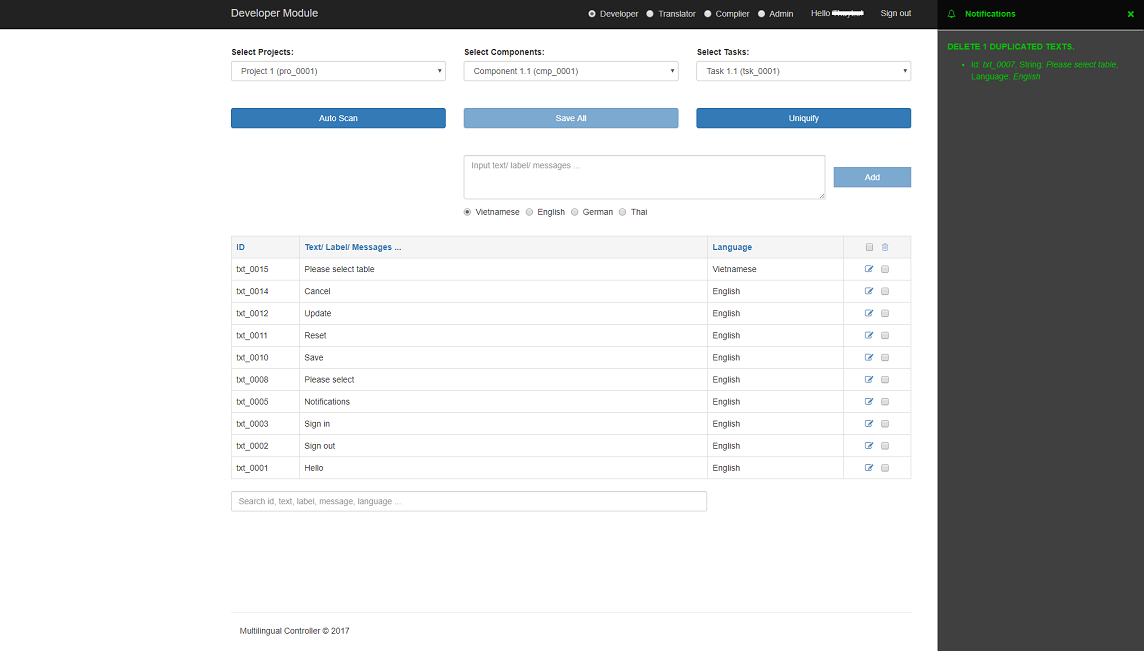 Developer Module
Developer Translator Complier Admin Hello Sign out
Notifications
DELETE 1 DUPLICATED TEXTS.
Id: txt_0007, String: Please select table,
Language: English
Select Projects: Select Components: Select Tasks:
Project 1 (pro_0001) Component 1.1 (cmp_0001) Task 1.1 (tsk_0001)
Auto Scan Save All Uniquify
Input text/ label/ messages ...
Add
Vietnamese English German Thai
ID Text/ Label/ Messages ... Language
txt_0015 Please select table Vietnamese
txt_0014 Cancel English
txt_0012 Update English
txt_0011 Reset English
txt_0010 Save English
txt_0008 Please select English
txt_0005 Notifications English
txt_0003 Sign in English
txt_0002 Sign out English
txt_0001 Hello English
Search id, text, label, message, language ...
Multilingual Controller © 2017